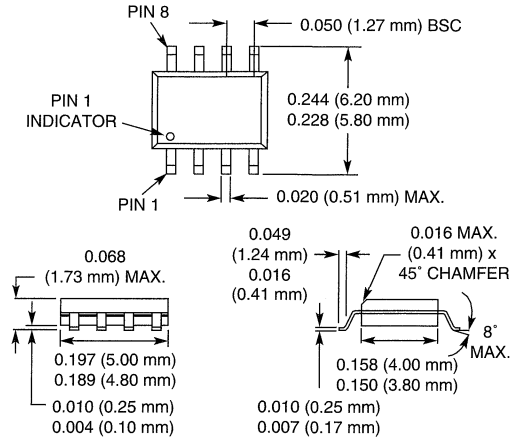 PIN 8
0.050 (1.27 mm) BSC
PIN 1
INDICATOR
0.244 (6.20 mm)
0.228 (5.80 mm)
PIN 1
0.020 (0.51 mm) MAX.
0.068
(1.73 mm) MAX.
0.197 (5.00 mm)
0.189 (4.80 mm)
0.010 (0.25 mm)
0.004 (0.10 mm)
0.049
(1.24 mm)
0.016
(0.41 mm)
0.016 MAX.
(0.41 mm) x
45° CHAMFER
8°
MAX.
0.158 (4.00 mm)
0.150 (3.80 mm)
0.010 (0.25 mm)
0.007 (0.17 mm)